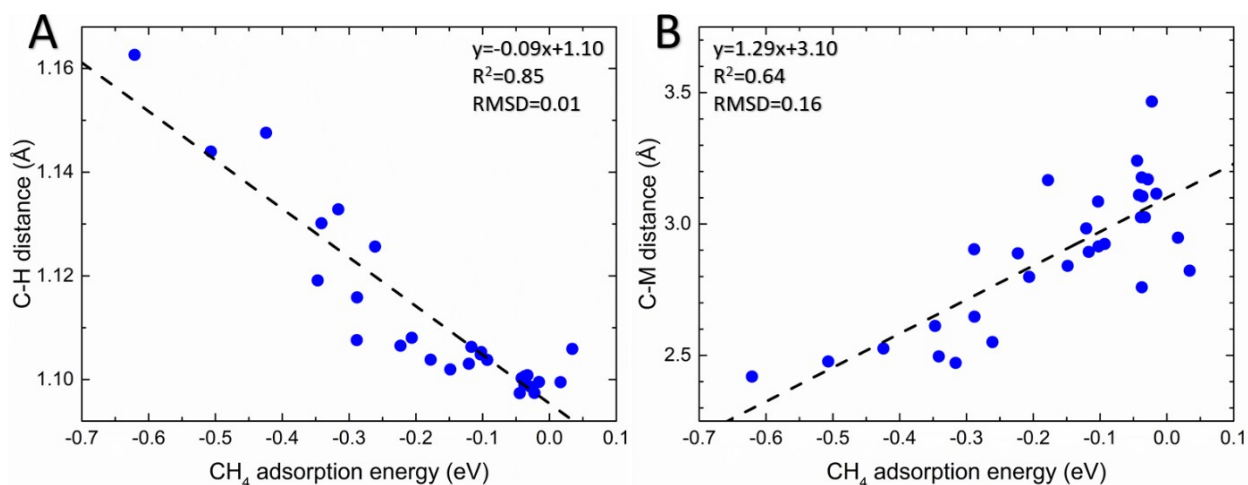 A
y=-0.09x+1.10
R²=0.85
RMSD=0.01
C-H distance (Å)
1.16
1.14
1.12
1.10
-0.7 -0.6 -0.5 -0.4 -0.3 -0.2 -0.1 0.0 0.1
CH₄ adsorption energy (eV)
B
y=1.29x+3.10
R²=0.64
RMSD=0.16
C-M distance (Å)
3.5
3.0
2.5
-0.7 -0.6 -0.5 -0.4 -0.3 -0.2 -0.1 0.0 0.1
CH₄ adsorption energy (eV)